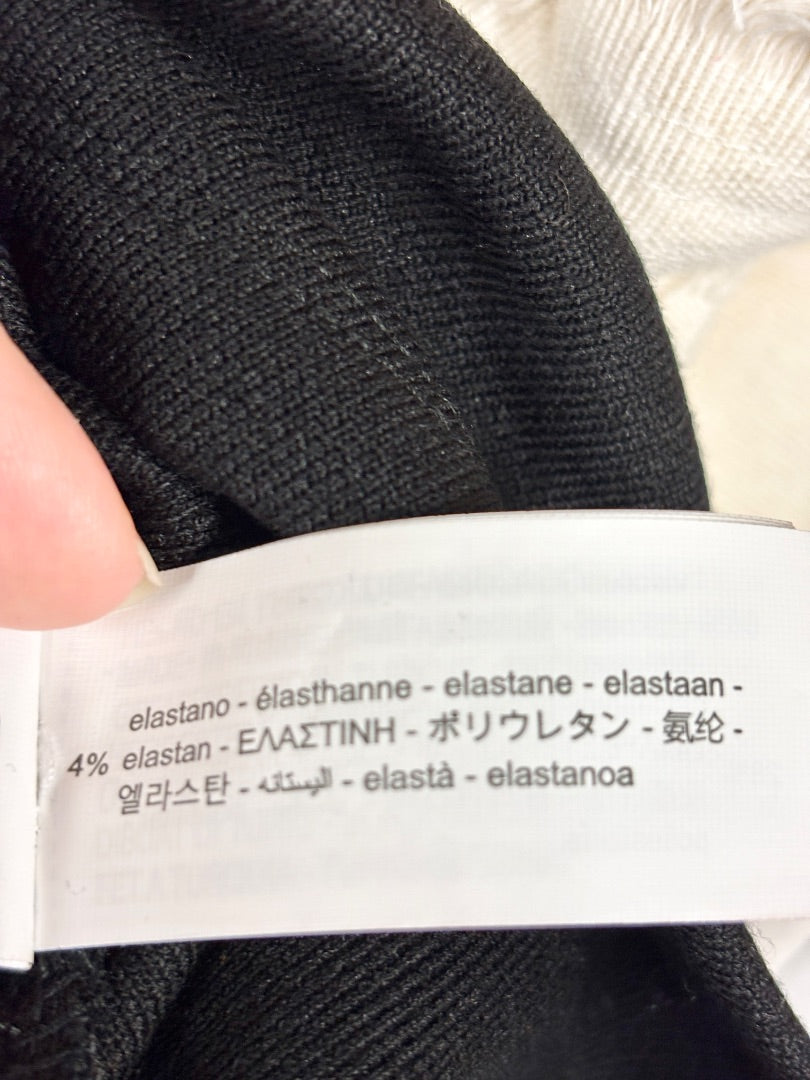 elastano - élasthanne - elastane - elastaan -
4% elastan - ΕΛΑΣΤΙΝΗ - ポリウレタン - 氨纶 -
엘라스탄 - اليستانه - elastà - elastanoa